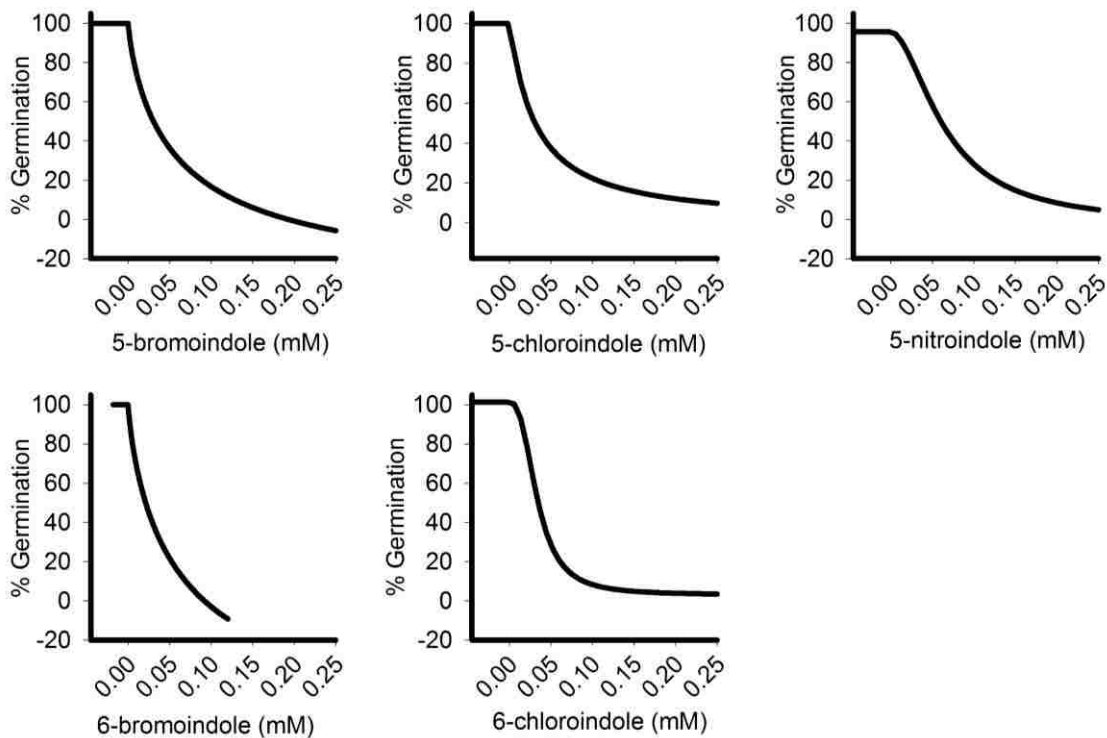 % Germination
100
80
60
40
20
0
-20
0.00 0.05 0.10 0.15 0.20 0.25
5-bromoindole (mM)
% Germination
100
80
60
40
20
0
-20
0.00 0.05 0.10 0.15 0.20 0.25
5-chloroindole (mM)
% Germination
100
80
60
40
20
0
-20
0.00 0.05 0.10 0.15 0.20 0.25
5-nitroindole (mM)
% Germination
100
80
60
40
20
0
-20
0.00 0.05 0.10 0.15 0.20 0.25
6-bromoindole (mM)
% Germination
100
80
60
40
20
0
-20
0.00 0.05 0.10 0.15 0.20 0.25
6-chloroindole (mM)